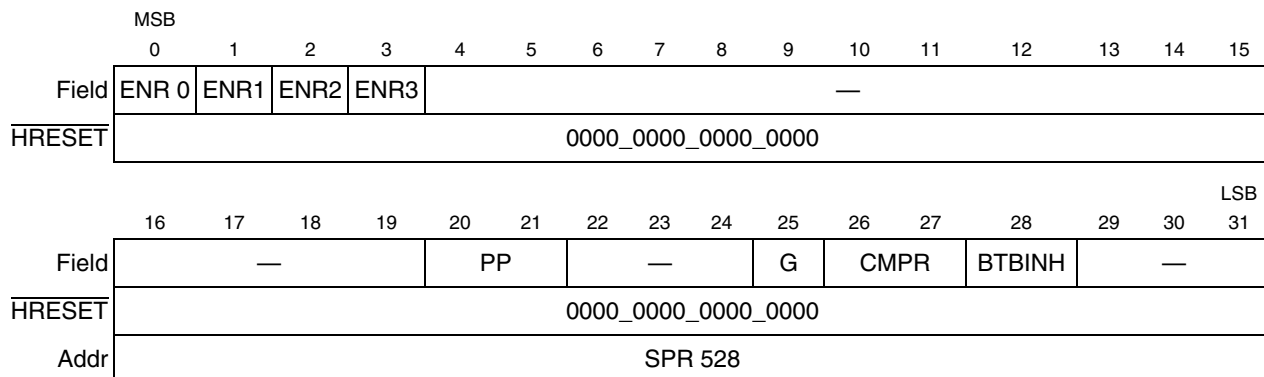 MSB
0 1 2 3 4 5 6 7 8 9 10 11 12 13 14 15
Field ENR 0 ENR1 ENR2 ENR3 —
HRESET 0000_0000_0000_0000
LSB
16 17 18 19 20 21 22 23 24 25 26 27 28 29 30 31
Field — PP — G CMPR BTBINH —
HRESET 0000_0000_0000_0000
Addr SPR 528